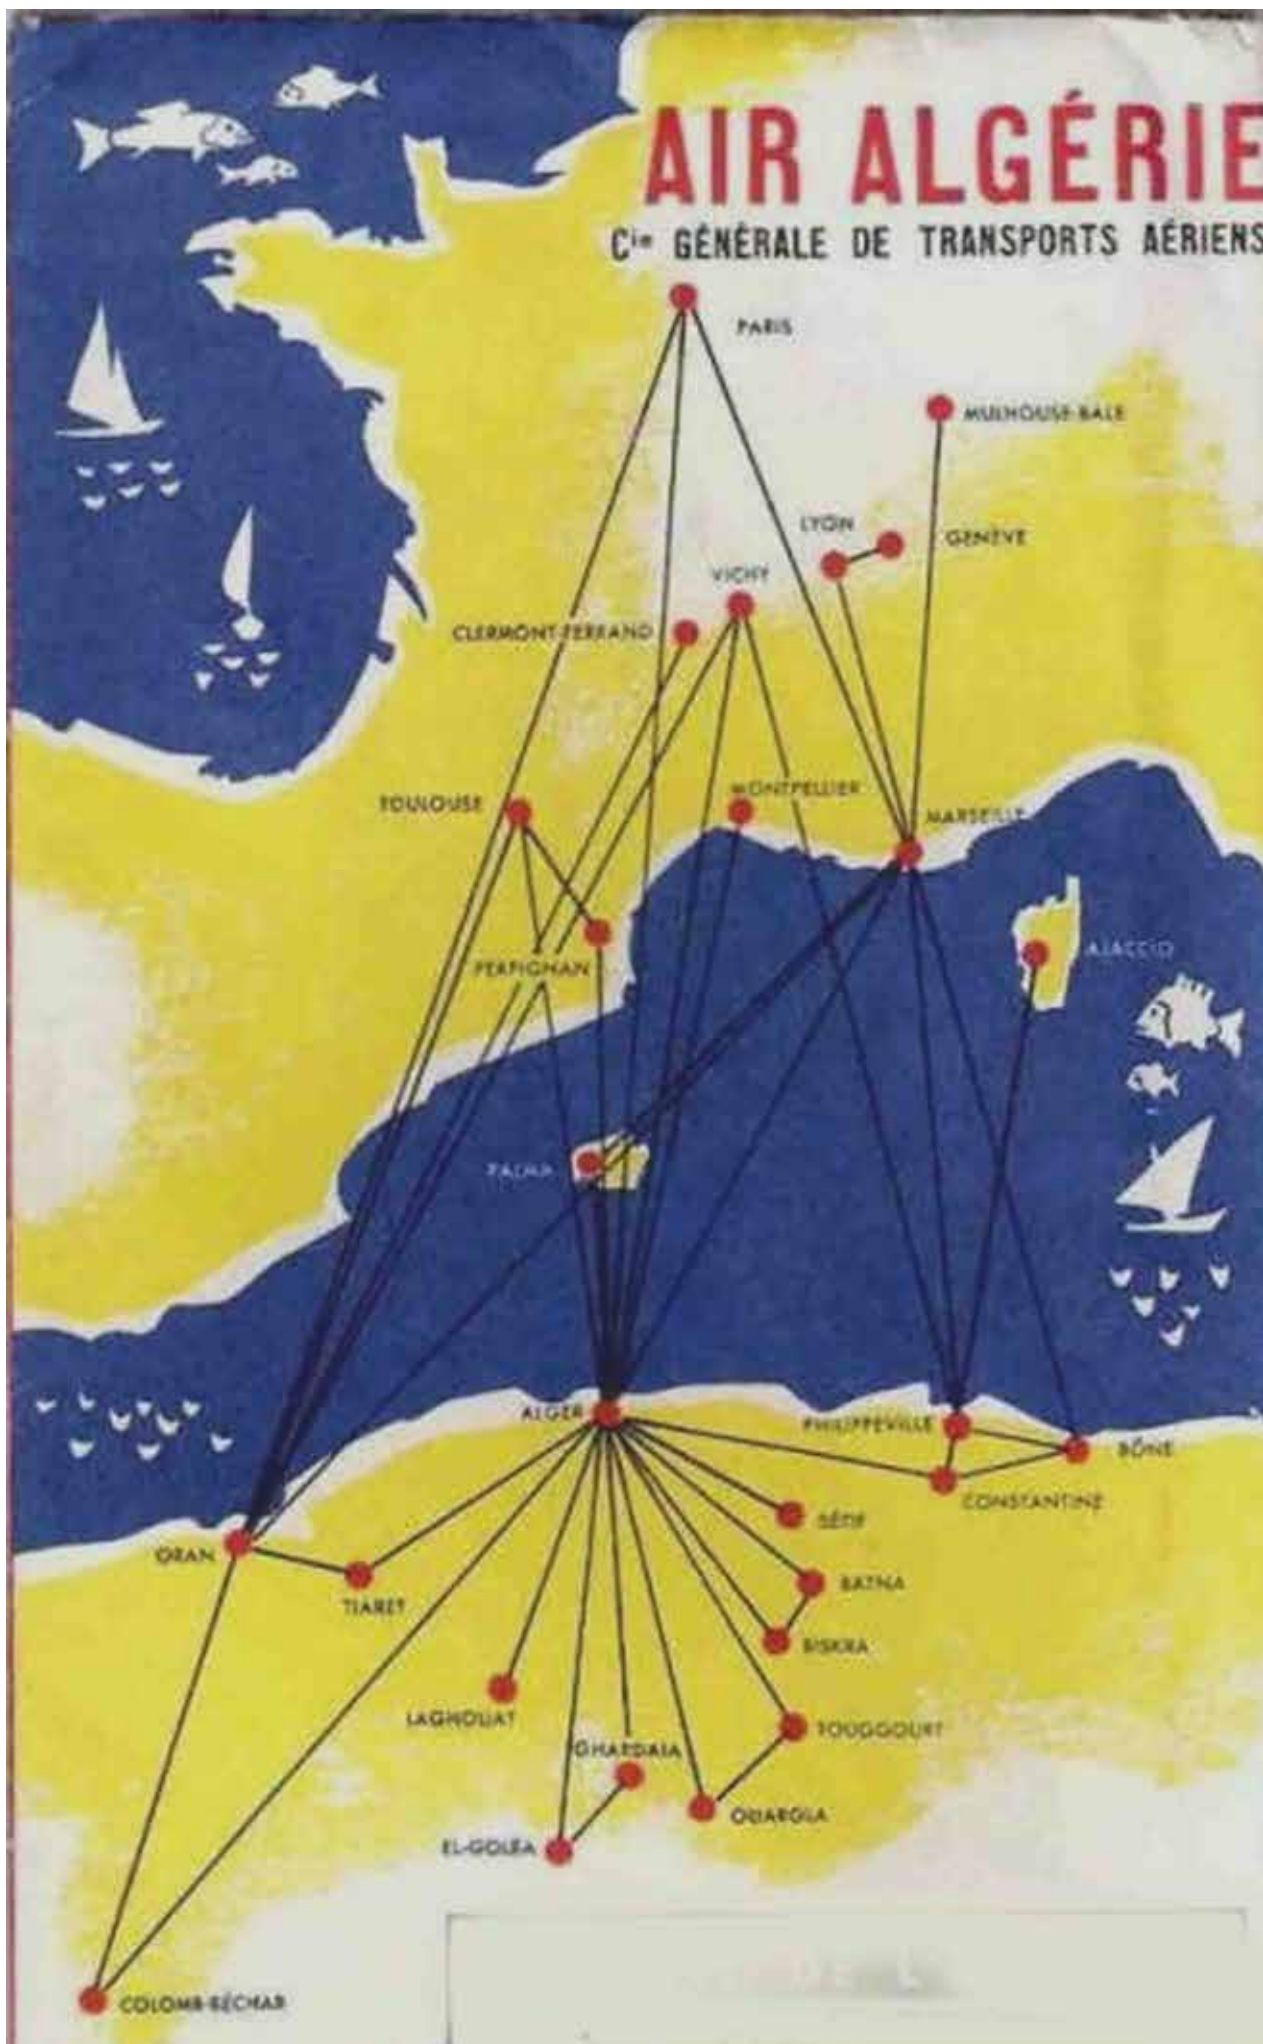 AIR ALGÉRIE
Cie GÉNÉRALE DE TRANSPORTS AÉRIENS
PARIS
MULHOUSE-BALE
LYON
GENÈVE
VICHY
CLERMONT-FERRAND
MONTPELLIER
TOULOUSE
MARSEILLE
AJACCIO
PERPIGNAN
PALMA
ALGER
PHILIPPEVILLE
BÔNE
CONSTANTINE
SÉTIF
ORAN
BATNA
TIARET
BISKRA
LAGHOUAT
TOUGGOURT
GHARDAIA
OUARGLA
EL-GOLÉA
COLOMB-BÉCHAR